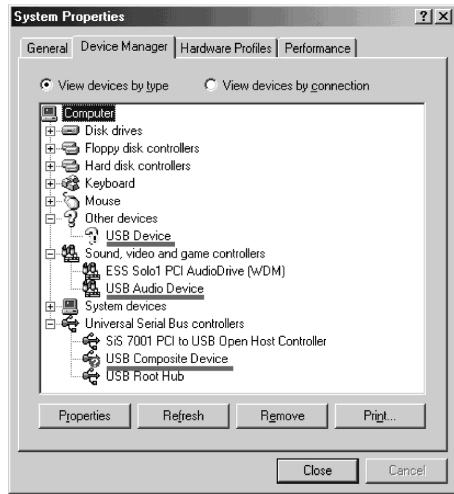 System Properties
General Device Manager Hardware Profiles Performance
View devices by type View devices by connection
Computer
Disk drives
Floppy disk controllers
Hard disk controllers
Keyboard
Mouse
Other devices
USB Device
Sound, video and game controllers
ESS Solo1 PCI AudioDrive (WDM)
USB Audio Device
System devices
Universal Serial Bus controllers
SiS 7001 PCI to USB Open Host Controller
USB Composite Device
USB Root Hub
Properties Refresh Remove Print...
Close Cancel